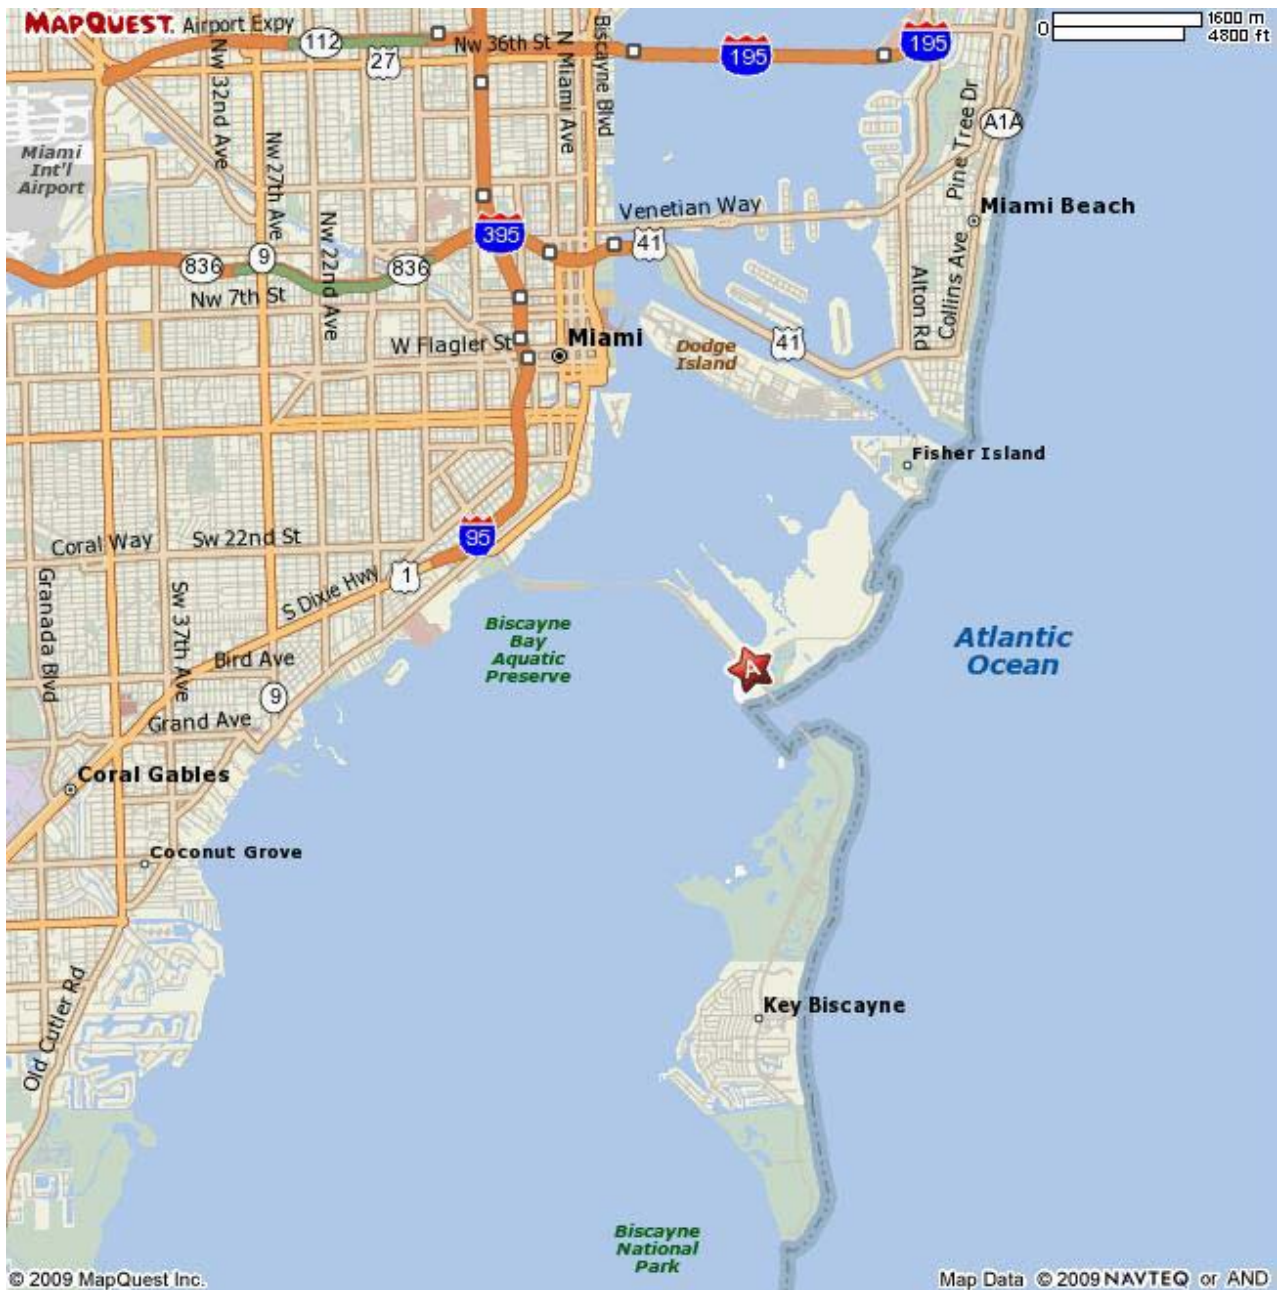 MAPQUEST.
Airport Expy
112
27
Nw 36th St
195
195
0
1600 m
4800 ft
Nw 32nd Ave
Nw 27th Ave
Nw 22nd Ave
N Miami Ave
Biscayne Blvd
Pine Tree Dr
A1A
Miami
Int'l
Airport
Venetian Way
Miami Beach
395
41
836
9
836
Nw 7th St
Alton Rd
Collins Ave
W Flagler St
Miami
Dodge
Island
41
Fisher Island
95
Coral Way
Sw 22nd St
S Dixie Hwy
1
Granada Blvd
Sw 37th Ave
Bird Ave
9
Grand Ave
Biscayne
Bay
Aquatic
Preserve
A
Atlantic
Ocean
Coral Gables
Coconut Grove
Old Cutler Rd
Key Biscayne
Biscayne
National
Park
© 2009 MapQuest Inc.
Map Data © 2009 NAVTEQ or AND